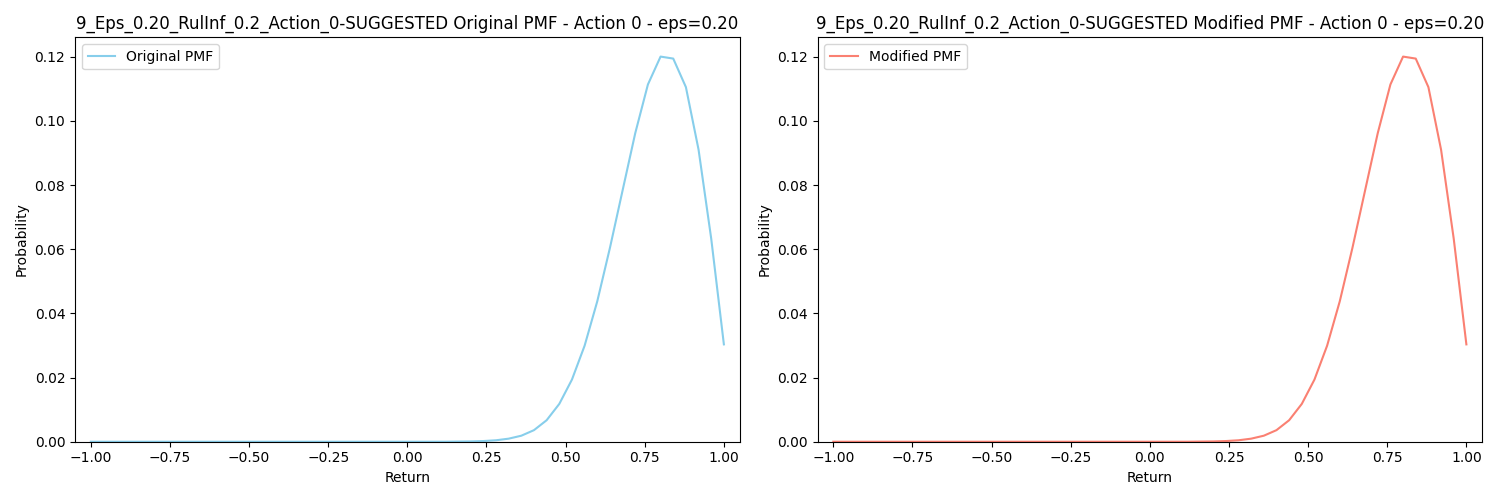 9_Eps_0.20_RulInf_0.2_Action_0-SUGGESTED Original PMF - Action 0 - eps=0.20
Original PMF
0.12
0.10
0.08
0.06
0.04
0.02
0.00
Probability
−1.00 −0.75 −0.50 −0.25 0.00 0.25 0.50 0.75 1.00
Return
9_Eps_0.20_RulInf_0.2_Action_0-SUGGESTED Modified PMF - Action 0 - eps=0.20
Modified PMF
0.12
0.10
0.08
0.06
0.04
0.02
0.00
Probability
−1.00 −0.75 −0.50 −0.25 0.00 0.25 0.50 0.75 1.00
Return